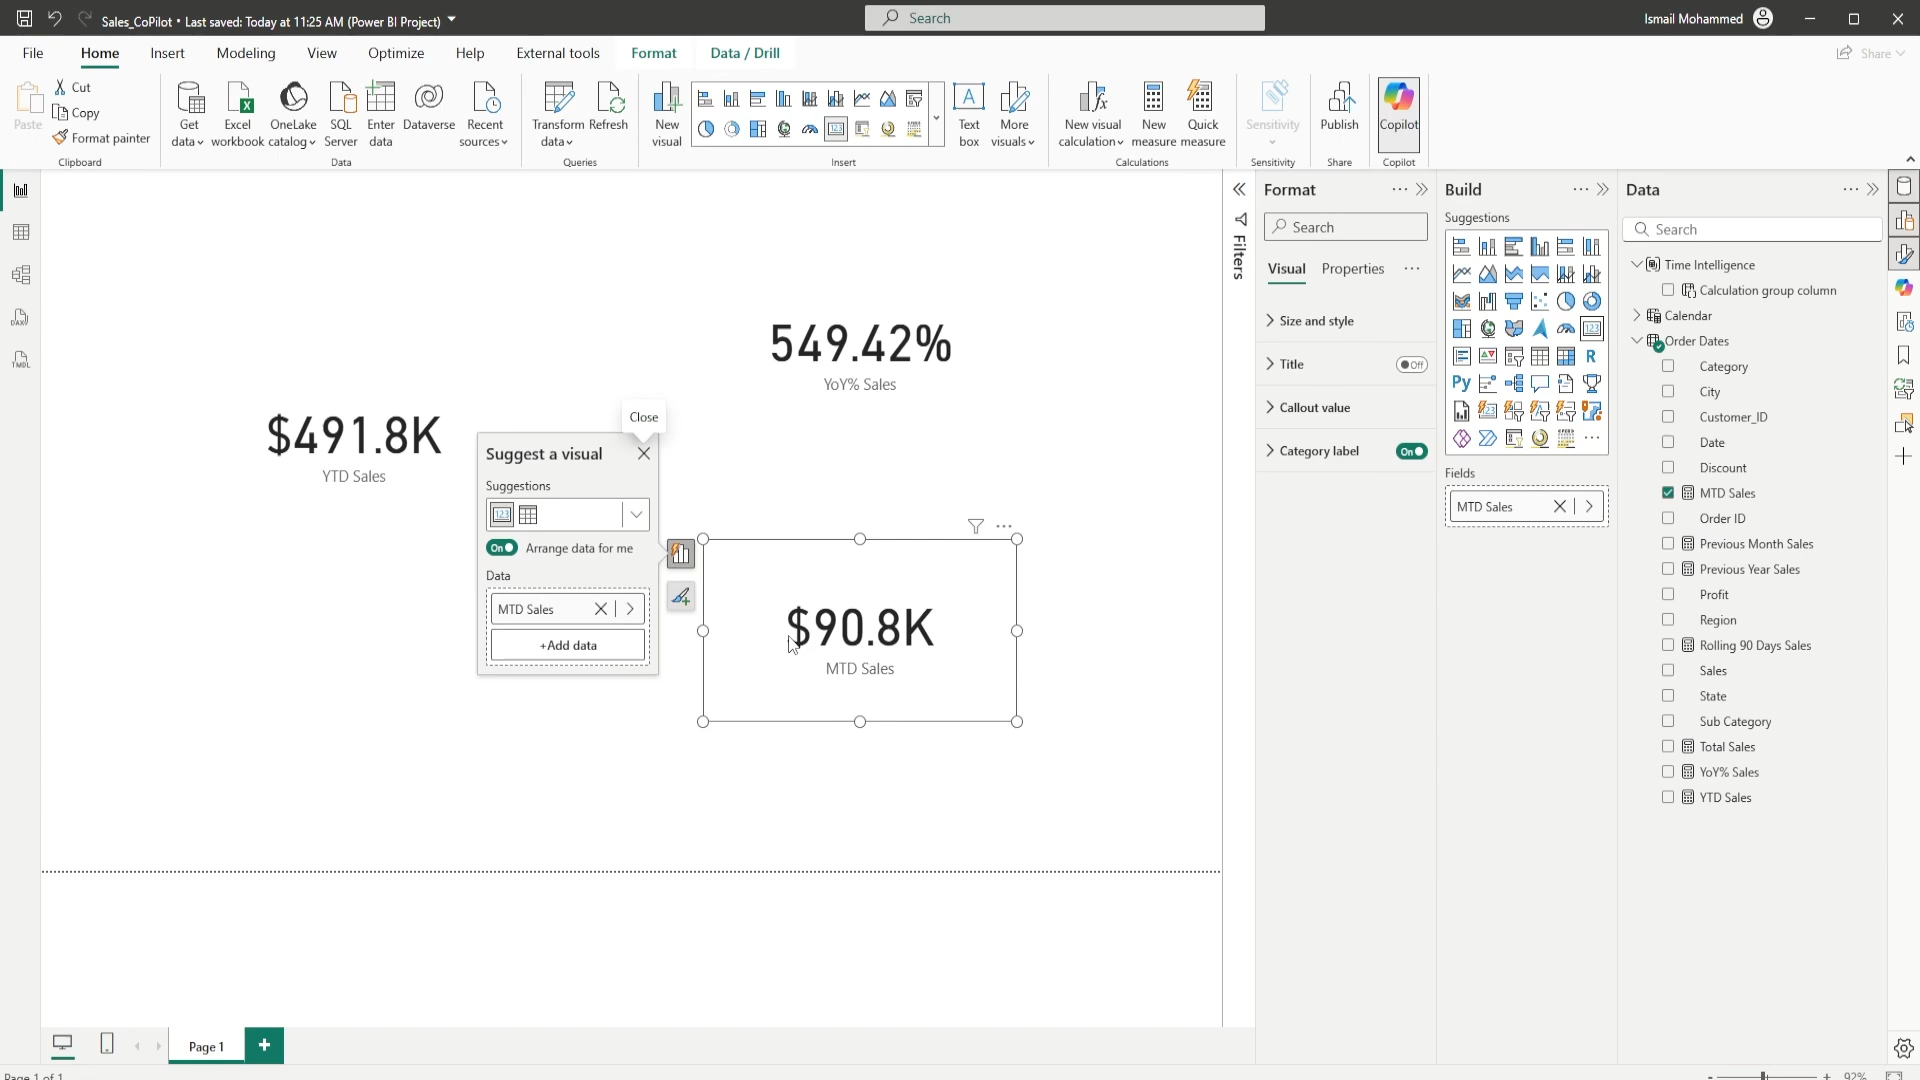 Sales_CoPilot • Last saved: Today at 11:25 AM (Power BI Project)
Search
Ismail Mohammed
File
Home
Insert
Modeling
View
Optimize
Help
External tools
Format
Data / Drill
Share
Paste
Cut
Copy
Format painter
Clipboard
Get data
Excel workbook
OneLake catalog
SQL Server
Enter data
Dataverse
Recent sources
Data
Transform data
Refresh
Queries
New visual
Text box
More visuals
Insert
New visual calculation
New measure
Quick measure
Calculations
Sensitivity
Sensitivity
Publish
Share
Copilot
Copilot
DAX
TMDL
$491.8K
YTD Sales
549.42%
YoY% Sales
Close
Suggest a visual
Suggestions
123
On
Arrange data for me
Data
MTD Sales
+Add data
$90.8K
MTD Sales
Filters
Format
Search
Visual
Properties
Size and style
Title
Off
Callout value
Category label
On
Build
Suggestions
123
R
Py
Fields
MTD Sales
Data
Search
Time Intelligence
Calculation group column
Calendar
Order Dates
Category
City
Customer_ID
Date
Discount
MTD Sales
Order ID
Previous Month Sales
Previous Year Sales
Profit
Region
Rolling 90 Days Sales
Sales
State
Sub Category
Total Sales
YoY% Sales
YTD Sales
Page 1
Page 1 of 1
92%